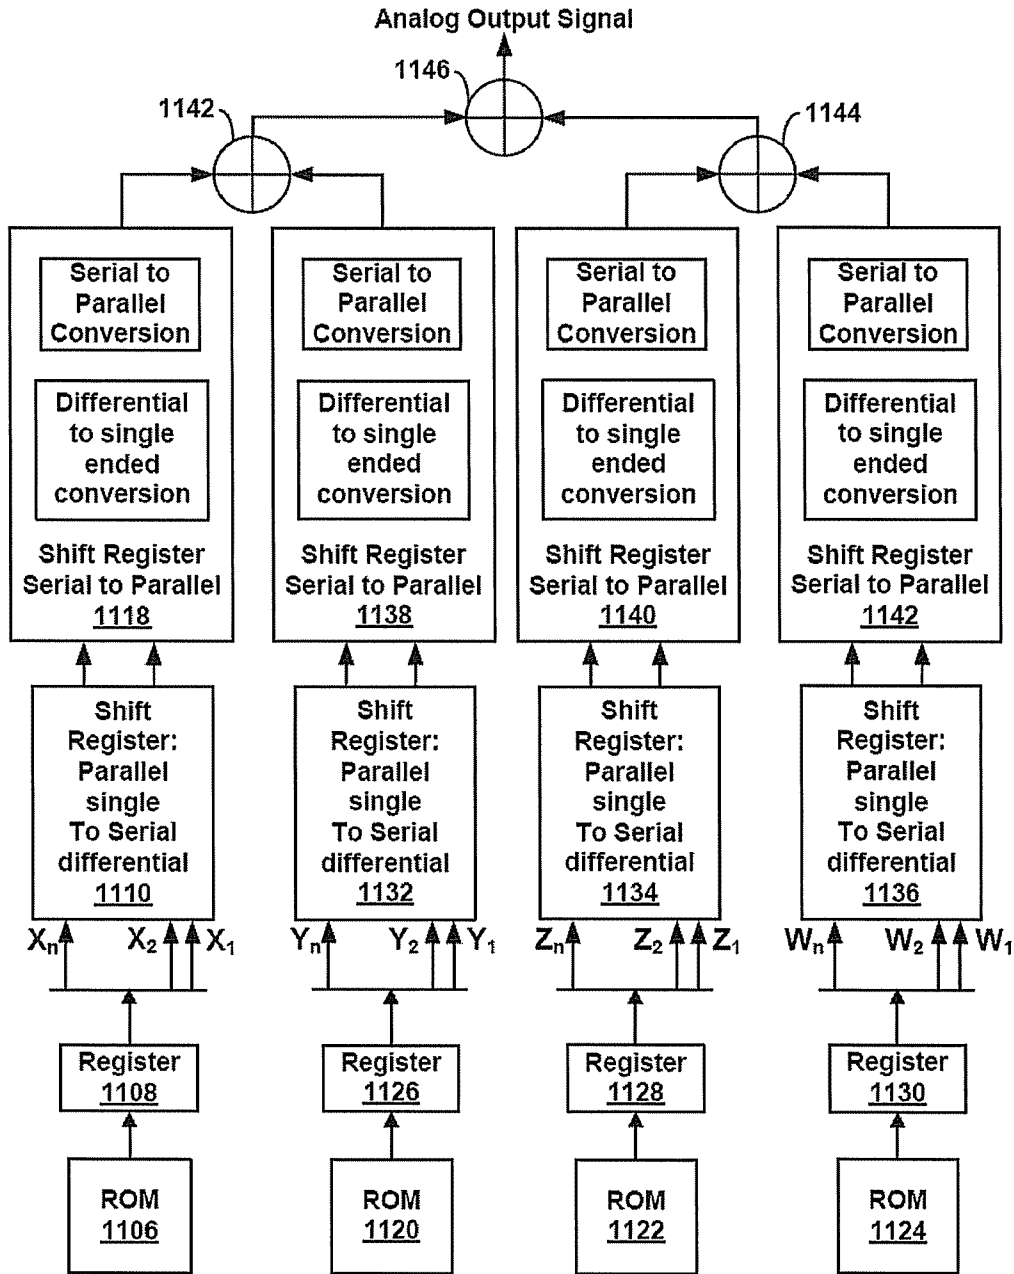 Analog Output Signal
1146
1142
1144
Serial to
Parallel
Conversion
Differential
to single
ended
conversion
Shift Register
Serial to Parallel
1118
Serial to
Parallel
Conversion
Differential
to single
ended
conversion
Shift Register
Serial to Parallel
1138
Serial to
Parallel
Conversion
Differential
to single
ended
conversion
Shift Register
Serial to Parallel
1140
Serial to
Parallel
Conversion
Differential
to single
ended
conversion
Shift Register
Serial to Parallel
1142
Shift
Register:
Parallel
single
To Serial
differential
1110
Shift
Register:
Parallel
single
To Serial
differential
1132
Shift
Register:
Parallel
single
To Serial
differential
1134
Shift
Register:
Parallel
single
To Serial
differential
1136
Xn X2 X1
Yn Y2 Y1
Zn Z2 Z1
Wn W2 W1
Register
1108
Register
1126
Register
1128
Register
1130
ROM
1106
ROM
1120
ROM
1122
ROM
1124